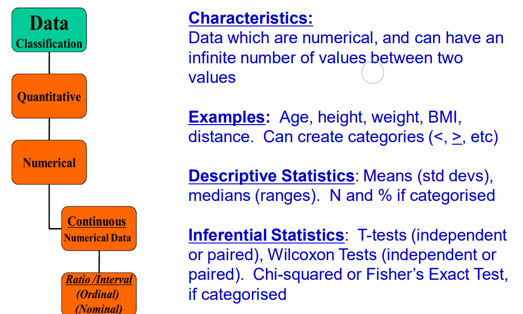 Data
Classification
Quantitative
Numerical
Continuous
Numerical Data
Ratio /Interval
(Ordinal)
(Nominal)
Characteristics:
Data which are numerical, and can have an
infinite number of values between two
values
Examples: Age, height, weight, BMI,
distance. Can create categories (<, >, etc)
Descriptive Statistics: Means (std devs),
medians (ranges). N and % if categorised
Inferential Statistics: T-tests (independent
or paired), Wilcoxon Tests (independent or
paired). Chi-squared or Fisher's Exact Test,
if categorised